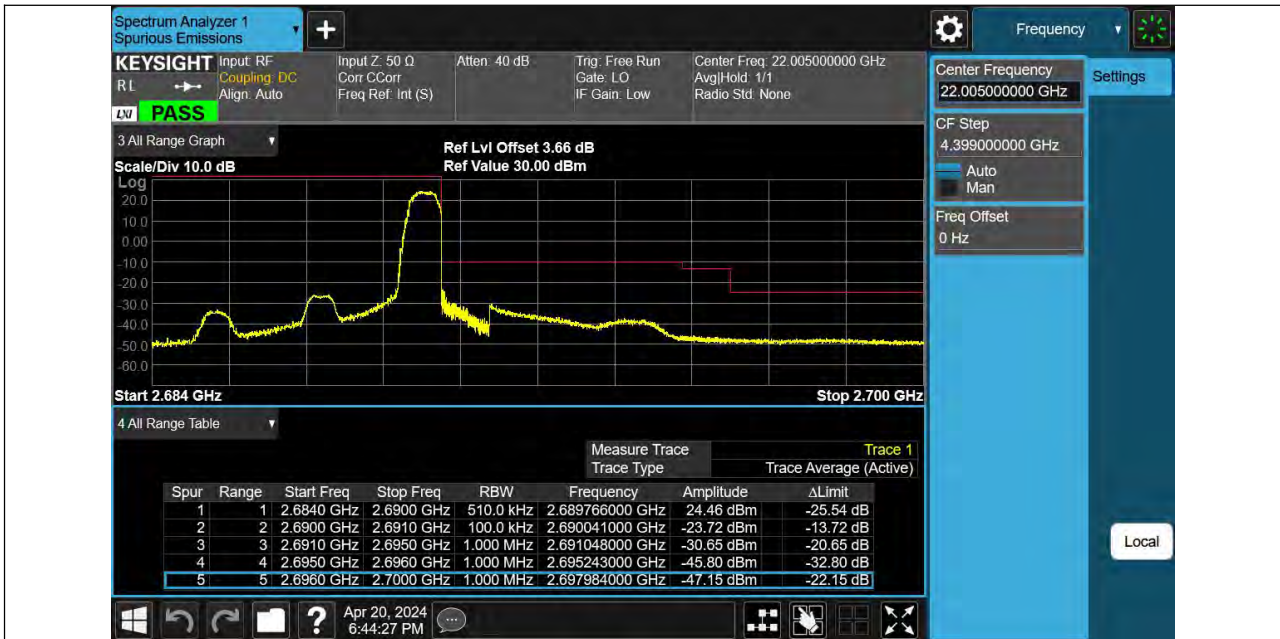 Spectrum Analyzer 1
Spurious Emissions
+
Frequency
KEYSIGHT
R L
LXI PASS
Input: RF
Coupling: DC
Align: Auto
Input Z: 50 Ω
Corr CCorr
Freq Ref: Int (S)
Atten: 40 dB
Trig: Free Run
Gate: LO
IF Gain: Low
Center Freq: 22.005000000 GHz
Avg|Hold: 1/1
Radio Std: None
Center Frequency
22.005000000 GHz
Settings
CF Step
4.399000000 GHz
Auto
Man
Freq Offset
0 Hz
3 All Range Graph
Scale/Div 10.0 dB
Ref Lvl Offset 3.66 dB
Ref Value 30.00 dBm
Log
20.0
10.0
0.00
-10.0
-20.0
-30.0
-40.0
-50.0
-60.0
Start 2.684 GHz Stop 2.700 GHz
4 All Range Table
Measure Trace Trace 1
Trace Type Trace Average (Active)
Spur Range Start Freq Stop Freq RBW Frequency Amplitude ΔLimit
1 1 2.6840 GHz 2.6900 GHz 510.0 kHz 2.689766000 GHz 24.46 dBm -25.54 dB
2 2 2.6900 GHz 2.6910 GHz 100.0 kHz 2.690041000 GHz -23.72 dBm -13.72 dB
3 3 2.6910 GHz 2.6950 GHz 1.000 MHz 2.691048000 GHz -30.65 dBm -20.65 dB
4 4 2.6950 GHz 2.6960 GHz 1.000 MHz 2.695243000 GHz -45.80 dBm -32.80 dB
5 5 2.6960 GHz 2.7000 GHz 1.000 MHz 2.697984000 GHz -47.15 dBm -22.15 dB
Local
?
Apr 20, 2024
6:44:27 PM